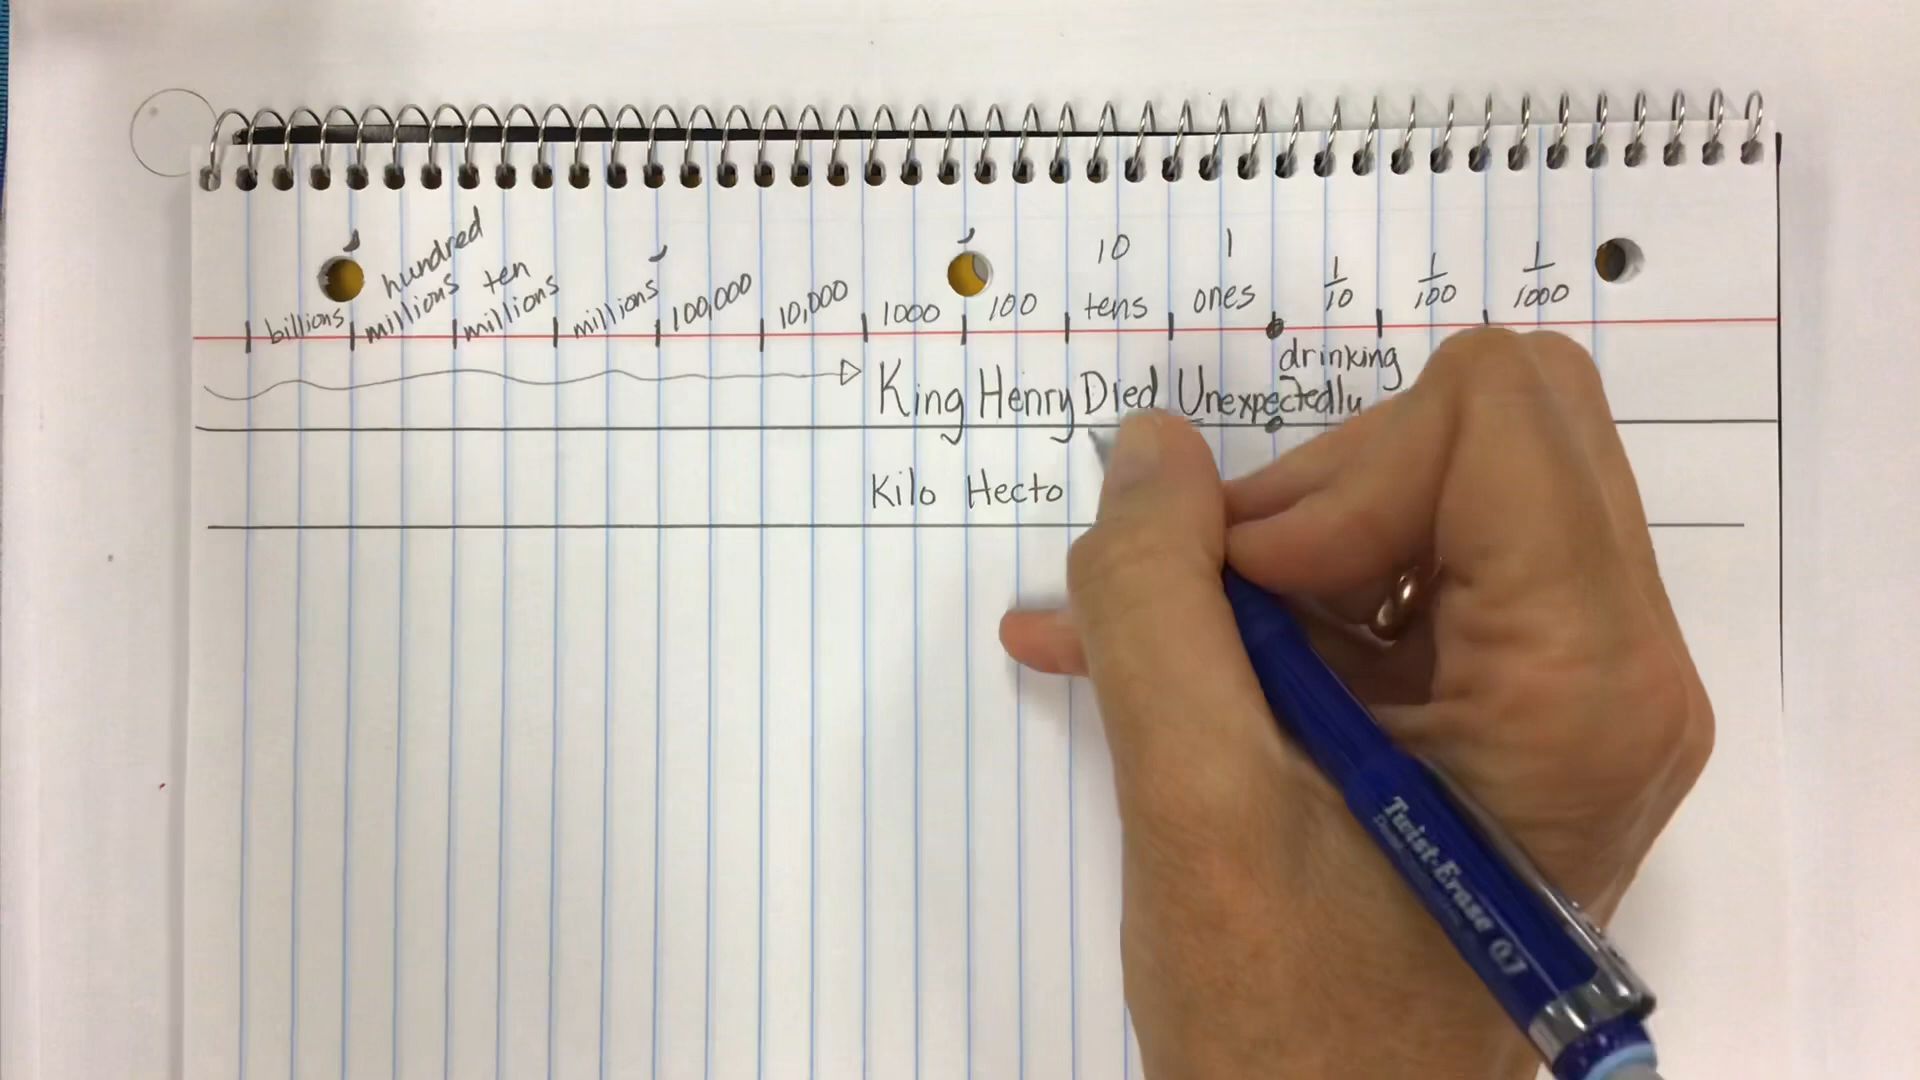 hundred ten 10 1 1 1 1
billions millions millions millions 100,000 10,000 1000 100 tens ones 10 100 1000
drinking
King Henry Died Unexpectedly
Kilo Hecto
Twist-Erase 0.7